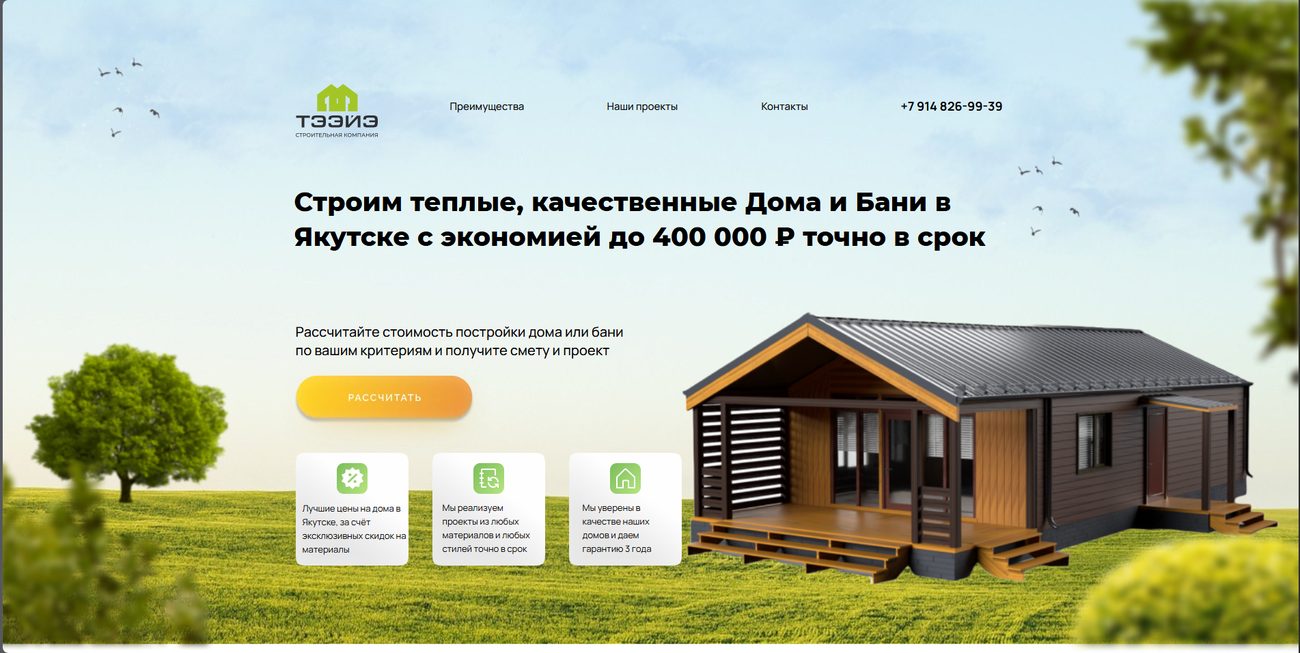 ТЭЭИЭ
СТРОИТЕЛЬНАЯ КОМПАНИЯ
Преимущества
Наши проекты
Контакты
+7 914 826-99-39
Строим теплые, качественные Дома и Бани в
Якутске с экономией до 400 000 ₽ точно в срок
Рассчитайте стоимость постройки дома или бани
по вашим критериям и получите смету и проект
РАССЧИТАТЬ
Лучшие цены на дома в
Якутске, за счёт
эксклюзивных скидок на
материалы
Мы реализуем
проекты из любых
материалов и любых
стилей точно в срок
Мы уверены в
качестве наших
домов и даем
гарантию 3 года